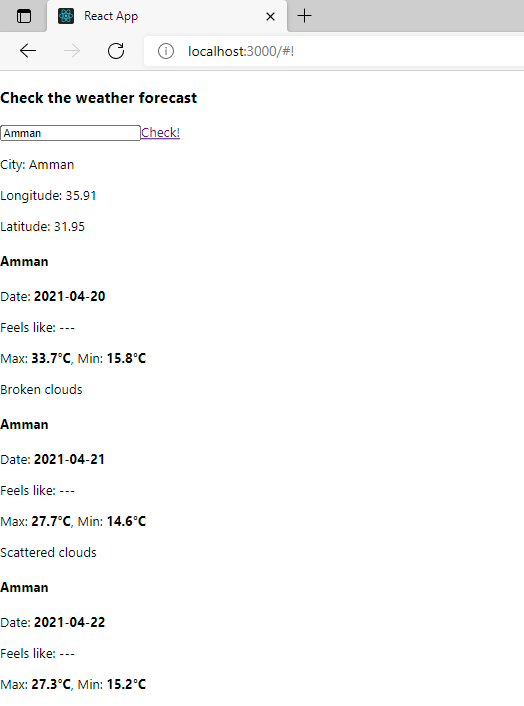 React App
localhost:3000/#!
Check the weather forecast
Amman Check!
City: Amman
Longitude: 35.91
Latitude: 31.95
Amman
Date: 2021-04-20
Feels like: ---
Max: 33.7°C, Min: 15.8°C
Broken clouds
Amman
Date: 2021-04-21
Feels like: ---
Max: 27.7°C, Min: 14.6°C
Scattered clouds
Amman
Date: 2021-04-22
Feels like: ---
Max: 27.3°C, Min: 15.2°C